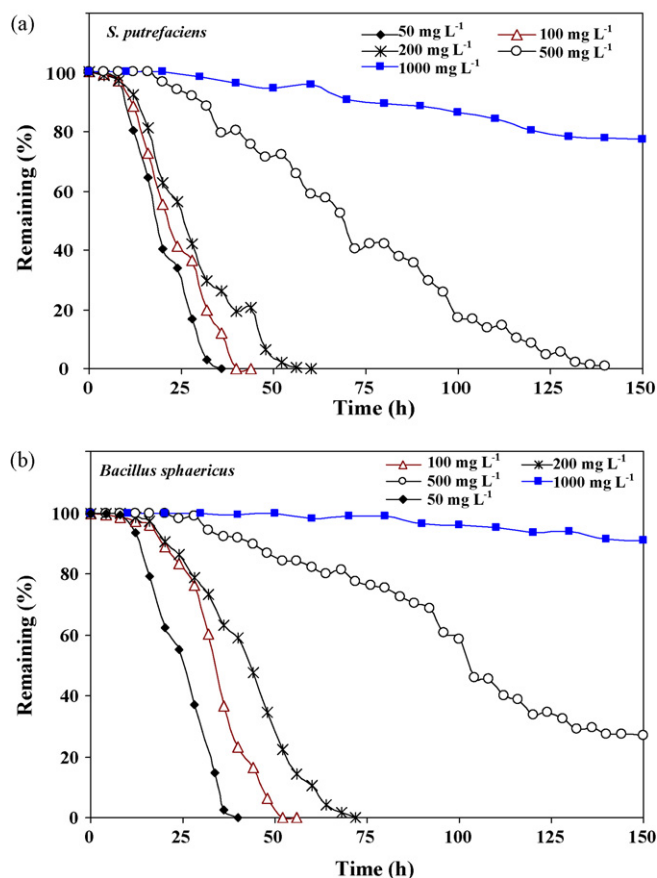 (a)
S. putrefaciens
50 mg L-1
100 mg L-1
200 mg L-1
500 mg L-1
1000 mg L-1
100
80
60
40
20
0
Remaining (%)
0 25 50 75 100 125 150
Time (h)
(b)
Bacillus sphaericus
100 mg L-1
200 mg L-1
500 mg L-1
1000 mg L-1
50 mg L-1
100
80
60
40
20
0
Remaining (%)
0 25 50 75 100 125 150
Time (h)